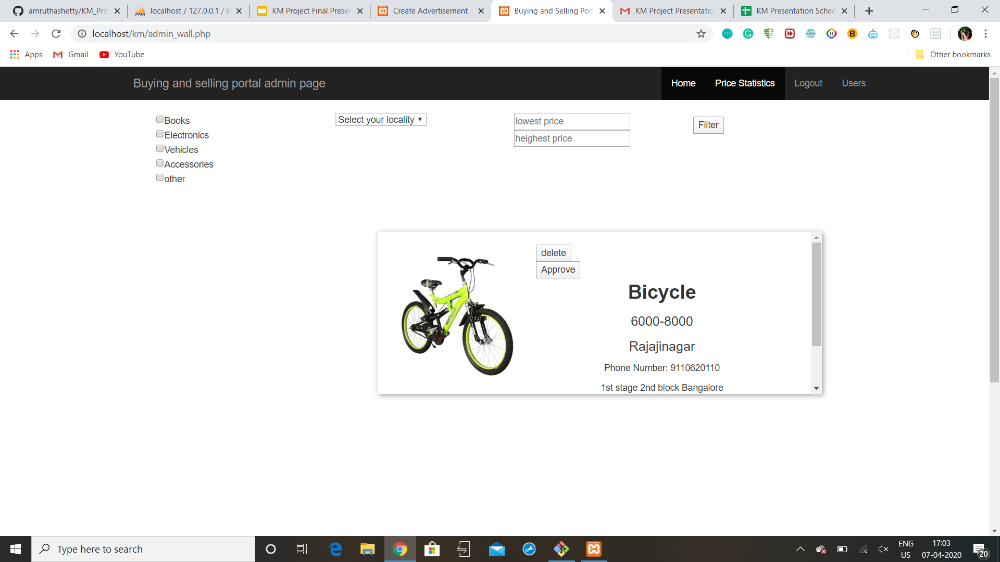 amruthashetty/KM_Pro
localhost / 127.0.0.1 / k
KM Project Final Presen
Create Advertisement
Buying and Selling Port
KM Project Presentation
KM Presentation Sched
localhost/km/admin_wall.php
Apps
Gmail
YouTube
Other bookmarks
Buying and selling portal admin page
Home
Price Statistics
Logout
Users
Books
Electronics
Vehicles
Accessories
other
Select your locality
lowest price
heighest price
Filter
delete
Approve
Bicycle
6000-8000
Rajajinagar
Phone Number: 9110620110
1st stage 2nd block Bangalore
Type here to search
ENG
US
17:03
07-04-2020
20